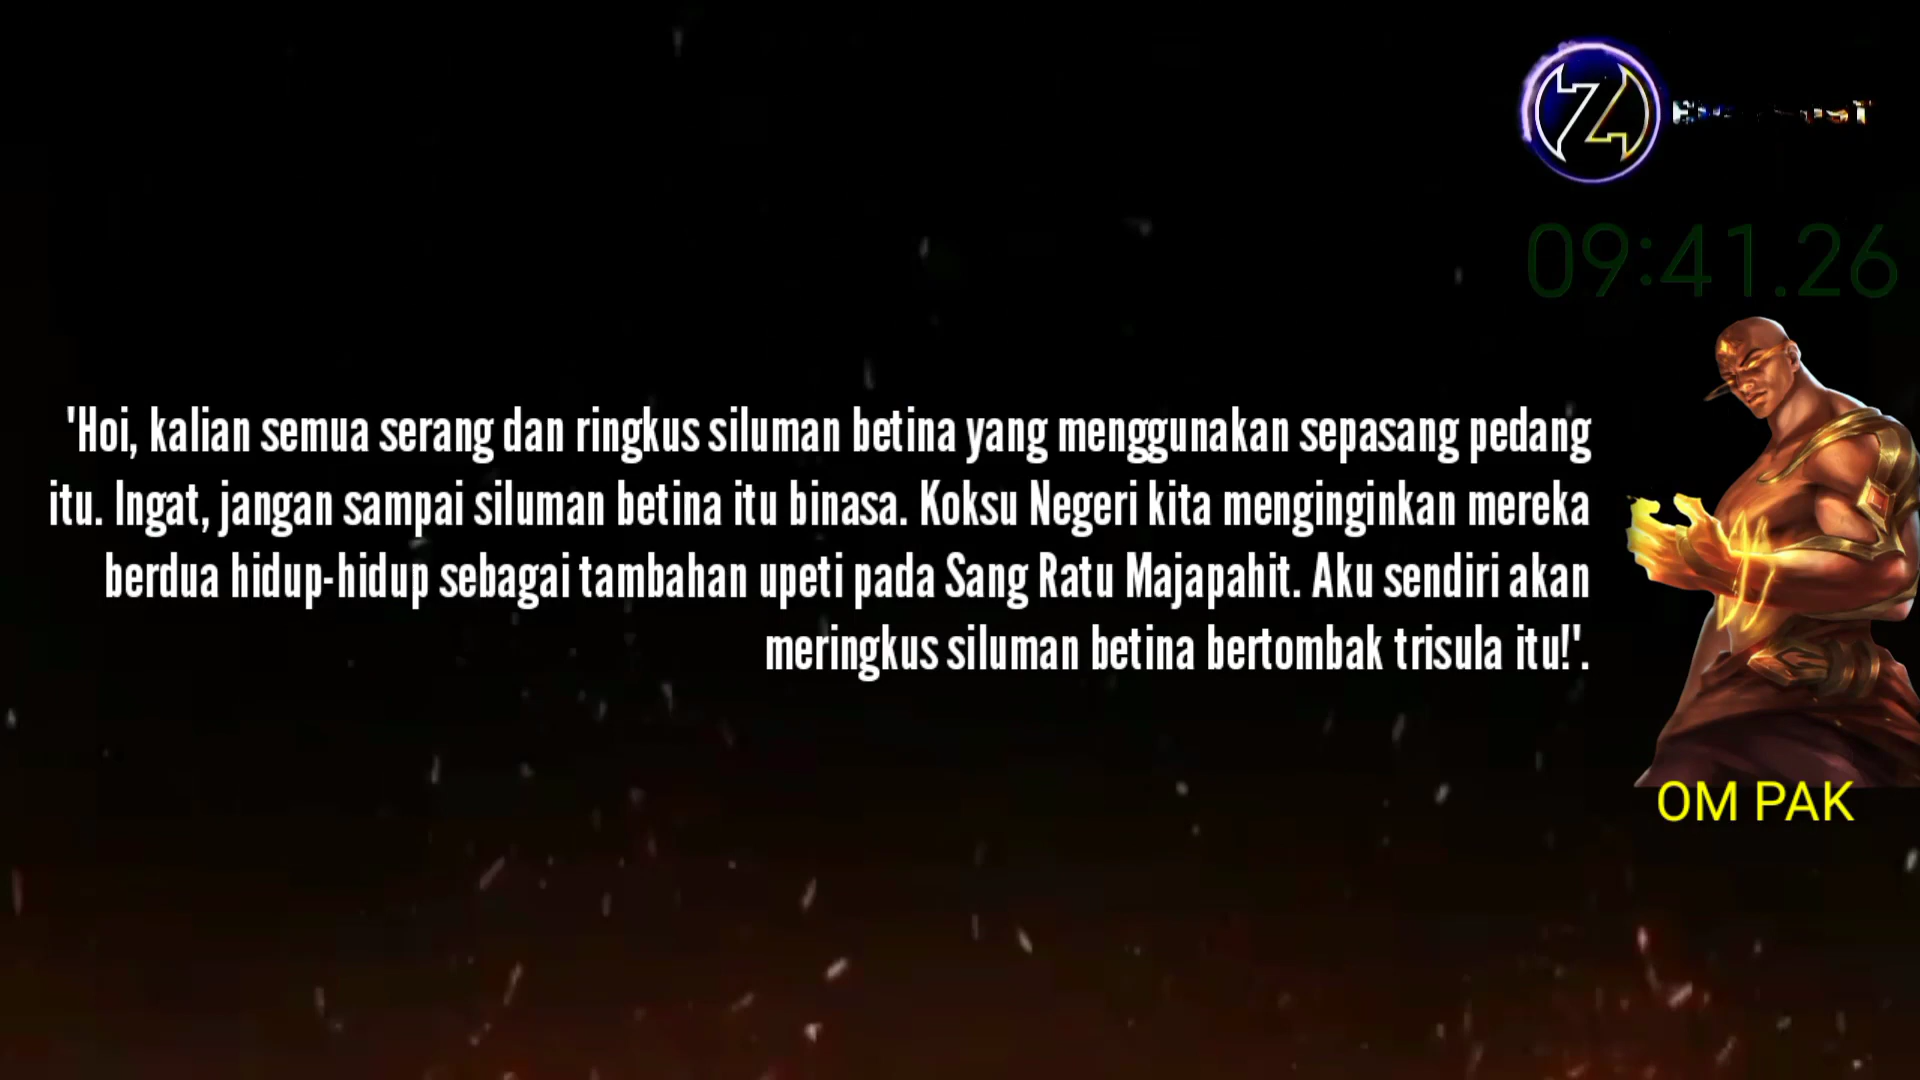 09:41.26
'Hoi, kalian semua serang dan ringkus siluman betina yang menggunakan sepasang pedang
itu. Ingat, jangan sampai siluman betina itu binasa. Koksu Negeri kita menginginkan mereka
berdua hidup-hidup sebagai tambahan upeti pada Sang Ratu Majapahit. Aku sendiri akan
meringkus siluman betina bertombak trisula itu!'.
OM PAK